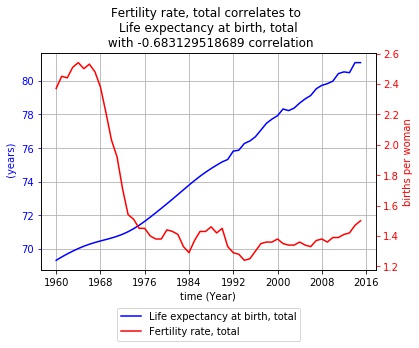 Fertility rate, total correlates to
Life expectancy at birth, total
with -0.683129518689 correlation
80
78
76
74
72
70
(years)
2.6
2.4
2.2
2.0
1.8
1.6
1.4
1.2
births per woman
1960 1968 1976 1984 1992 2000 2008 2016
time (Year)
Life expectancy at birth, total
Fertility rate, total